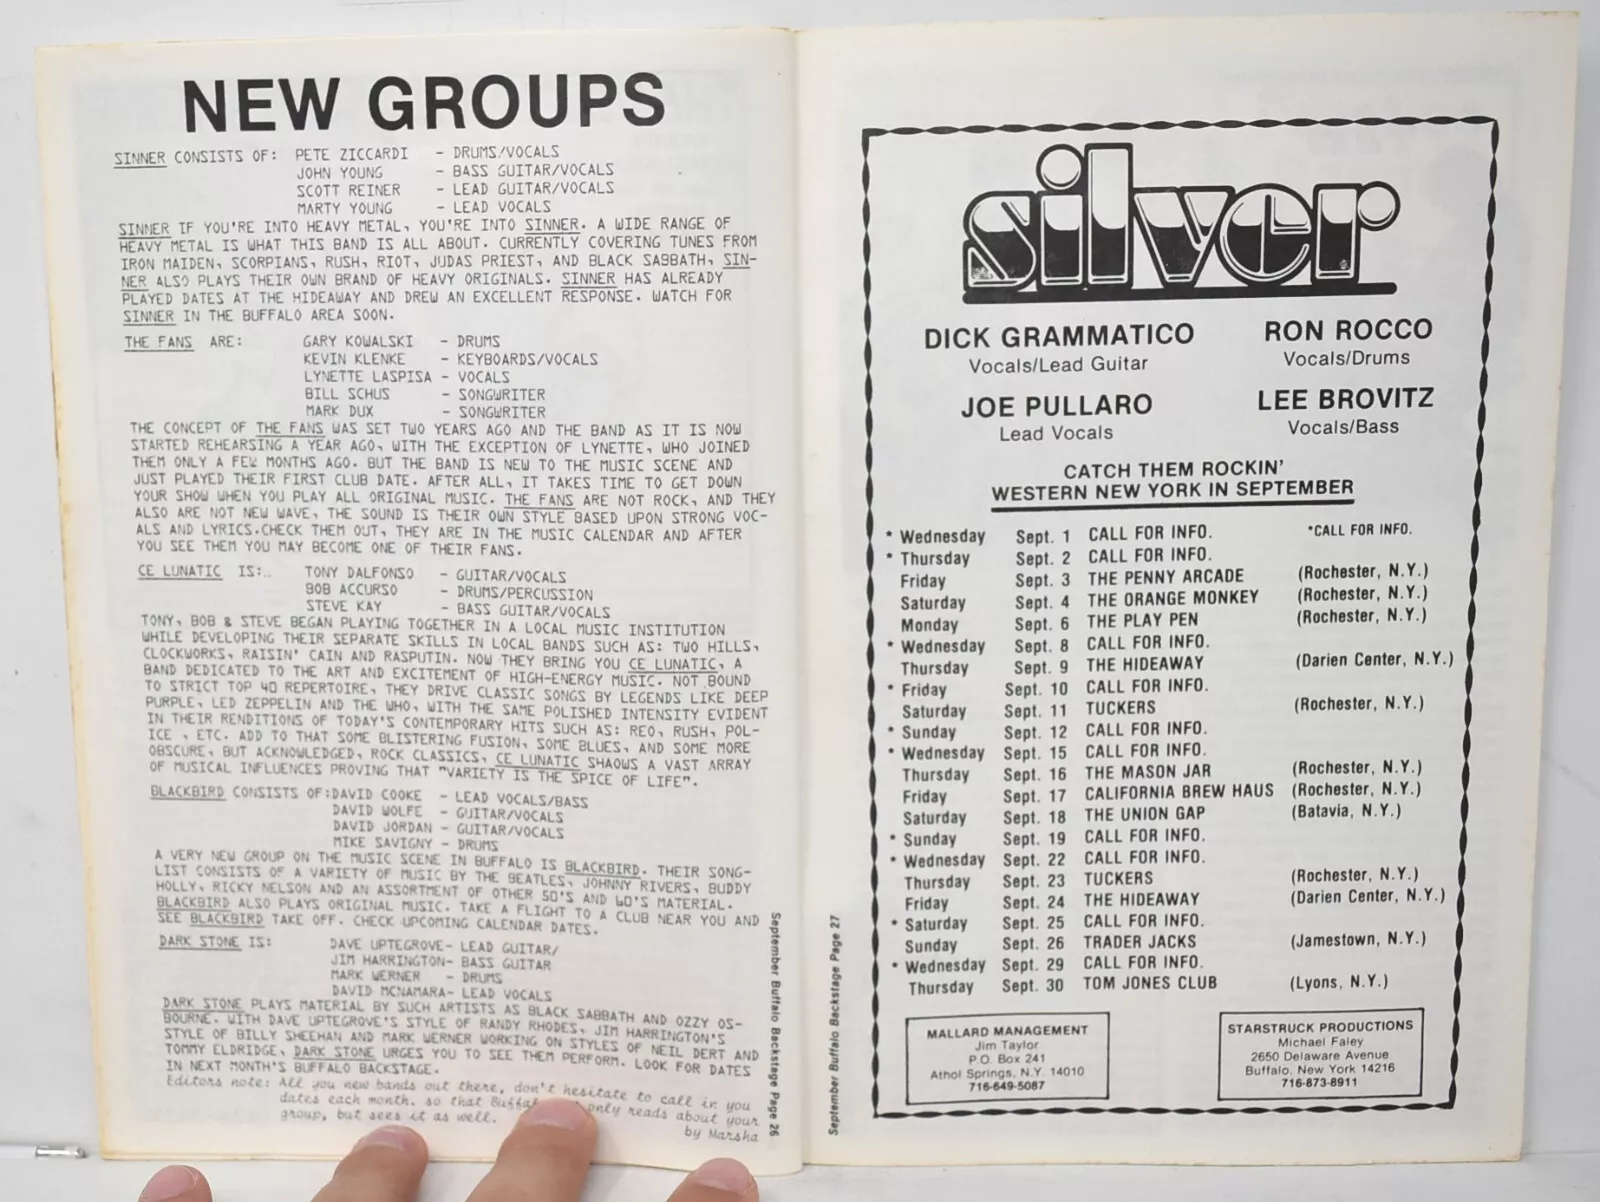 NEW GROUPS
SINNER CONSISTS OF: PETE ZICCARDI - DRUMS/VOCALS
JOHN YOUNG - BASS GUITAR/VOCALS
SCOTT REINER - LEAD GUITAR/VOCALS
MARTY YOUNG - LEAD VOCALS
SINNER IF YOU'RE INTO HEAVY METAL, YOU'RE INTO SINNER. A WIDE RANGE OF
HEAVY METAL IS WHAT THIS BAND IS ALL ABOUT. CURRENTLY COVERING TUNES FROM
IRON MAIDEN, SCORPIANS, RUSH, RIOT, JUDAS PRIEST, AND BLACK SABBATH, SIN-
NER ALSO PLAYS THEIR OWN BRAND OF HEAVY ORIGINALS. SINNER HAS ALREADY
PLAYED DATES AT THE HIDEAWAY AND DREW AN EXCELLENT RESPONSE. WATCH FOR
SINNER IN THE BUFFALO AREA SOON.
THE FANS ARE: GARY KOWALSKI - DRUMS
KEVIN KLENKE - KEYBOARDS/VOCALS
LYNETTE LASPISA - VOCALS
BILL SCHUS - SONGWRITER
MARK DUX - SONGWRITER
THE CONCEPT OF THE FANS WAS SET TWO YEARS AGO AND THE BAND AS IT IS NOW
STARTED REHEARSING A YEAR AGO, WITH THE EXCEPTION OF LYNETTE, WHO JOINED
THEM ONLY A FEW MONTHS AGO. BUT THE BAND IS NEW TO THE MUSIC SCENE AND
JUST PLAYED THEIR FIRST CLUB DATE. AFTER ALL, IT TAKES TIME TO GET DOWN
YOUR SHOW WHEN YOU PLAY ALL ORIGINAL MUSIC. THE FANS ARE NOT ROCK, AND THEY
ALSO ARE NOT NEW WAVE, THE SOUND IS THEIR OWN STYLE BASED UPON STRONG VOC-
ALS AND LYRICS.CHECK THEM OUT, THEY ARE IN THE MUSIC CALENDAR AND AFTER
YOU SEE THEM YOU MAY BECOME ONE OF THEIR FANS.
CE LUNATIC IS:.. TONY DALFONSO - GUITAR/VOCALS
BOB ACCURSO - DRUMS/PERCUSSION
STEVE KAY - BASS GUITAR/VOCALS
TONY, BOB & STEVE BEGAN PLAYING TOGETHER IN A LOCAL MUSIC INSTITUTION
WHILE DEVELOPING THEIR SEPARATE SKILLS IN LOCAL BANDS SUCH AS: TWO HILLS,
CLOCKWORKS, RAISIN' CAIN AND RASPUTIN. NOW THEY BRING YOU CE LUNATIC, A
BAND DEDICATED TO THE ART AND EXCITEMENT OF HIGH-ENERGY MUSIC. NOT BOUND
TO STRICT TOP 40 REPERTOIRE, THEY DRIVE CLASSIC SONGS BY LEGENDS LIKE DEEP
PURPLE, LED ZEPPELIN AND THE WHO, WITH THE SAME POLISHED INTENSITY EVIDENT
IN THEIR RENDITIONS OF TODAY'S CONTEMPORARY HITS SUCH AS: REO, RUSH, POL-
ICE , ETC. ADD TO THAT SOME BLISTERING FUSION, SOME BLUES, AND SOME MORE
OBSCURE, BUT ACKNOWLEDGED, ROCK CLASSICS, CE LUNATIC SHAOWS A VAST ARRAY
OF MUSICAL INFLUENCES PROVING THAT "VARIETY IS THE SPICE OF LIFE".
BLACKBIRD CONSISTS OF:DAVID COOKE - LEAD VOCALS/BASS
DAVID WOLFE - GUITAR/VOCALS
DAVID JORDAN - GUITAR/VOCALS
MIKE SAVIGNY - DRUMS
A VERY NEW GROUP ON THE MUSIC SCENE IN BUFFALO IS BLACKBIRD. THEIR SONG-
LIST CONSISTS OF A VARIETY OF MUSIC BY THE BEATLES, JOHNNY RIVERS, BUDDY
HOLLY, RICKY NELSON AND AN ASSORTMENT OF OTHER 50'S AND 60'S MATERIAL.
BLACKBIRD ALSO PLAYS ORIGINAL MUSIC. TAKE A FLIGHT TO A CLUB NEAR YOU AND
SEE BLACKBIRD TAKE OFF. CHECK UPCOMING CALENDAR DATES.
DARK STONE IS: DAVE UPTEGROVE- LEAD GUITAR/
JIM HARRINGTON- BASS GUITAR
MARK WERNER - DRUMS
DAVID MCNAMARA- LEAD VOCALS
DARK STONE PLAYS MATERIAL BY SUCH ARTISTS AS BLACK SABBATH AND OZZY OS-
BOURNE. WITH DAVE UPTEGROVE'S STYLE OF RANDY RHODES, JIM HARRINGTON'S
STYLE OF BILLY SHEEHAN AND MARK WERNER WORKING ON STYLES OF NEIL DERT AND
TOMMY ELDRIDGE, DARK STONE URGES YOU TO SEE THEM PERFORM. LOOK FOR DATES
IN NEXT MONTH'S BUFFALO BACKSTAGE.
Editors note: All you new bands out there, don't hesitate to call in you
dates each month. so that Buffa only reads about your
group, but sees it as well.
by Marsha
September Buffalo Backstage Page 26
silver
DICK GRAMMATICO
Vocals/Lead Guitar
RON ROCCO
Vocals/Drums
JOE PULLARO
Lead Vocals
LEE BROVITZ
Vocals/Bass
CATCH THEM ROCKIN'
WESTERN NEW YORK IN SEPTEMBER
* Wednesday Sept. 1 CALL FOR INFO. *CALL FOR INFO.
* Thursday Sept. 2 CALL FOR INFO.
Friday Sept. 3 THE PENNY ARCADE (Rochester, N.Y.)
Saturday Sept. 4 THE ORANGE MONKEY (Rochester, N.Y.)
Monday Sept. 6 THE PLAY PEN (Rochester, N.Y.)
* Wednesday Sept. 8 CALL FOR INFO.
Thursday Sept. 9 THE HIDEAWAY (Darien Center, N.Y.)
* Friday Sept. 10 CALL FOR INFO.
Saturday Sept. 11 TUCKERS (Rochester, N.Y.)
* Sunday Sept. 12 CALL FOR INFO.
* Wednesday Sept. 15 CALL FOR INFO.
Thursday Sept. 16 THE MASON JAR (Rochester, N.Y.)
Friday Sept. 17 CALIFORNIA BREW HAUS (Rochester, N.Y.)
Saturday Sept. 18 THE UNION GAP (Batavia, N.Y.)
* Sunday Sept. 19 CALL FOR INFO.
* Wednesday Sept. 22 CALL FOR INFO.
Thursday Sept. 23 TUCKERS (Rochester, N.Y.)
Friday Sept. 24 THE HIDEAWAY (Darien Center, N.Y.)
* Saturday Sept. 25 CALL FOR INFO.
Sunday Sept. 26 TRADER JACKS (Jamestown, N.Y.)
* Wednesday Sept. 29 CALL FOR INFO.
Thursday Sept. 30 TOM JONES CLUB (Lyons, N.Y.)
MALLARD MANAGEMENT
Jim Taylor
P.O. Box 241
Athol Springs, N.Y. 14010
716-649-5087
STARSTRUCK PRODUCTIONS
Michael Faley
2650 Delaware Avenue
Buffalo, New York 14216
716-873-8911
September Buffalo Backstage Page 27